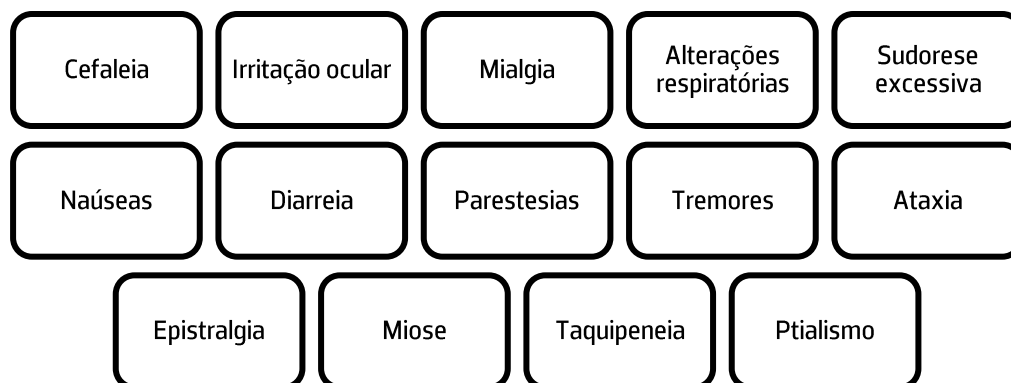 Cefaleia
Irritação ocular
Mialgia
Alterações
respiratórias
Sudorese
excessiva
Naúseas
Diarreia
Parestesias
Tremores
Ataxia
Epistralgia
Miose
Taquipeneia
Ptialismo